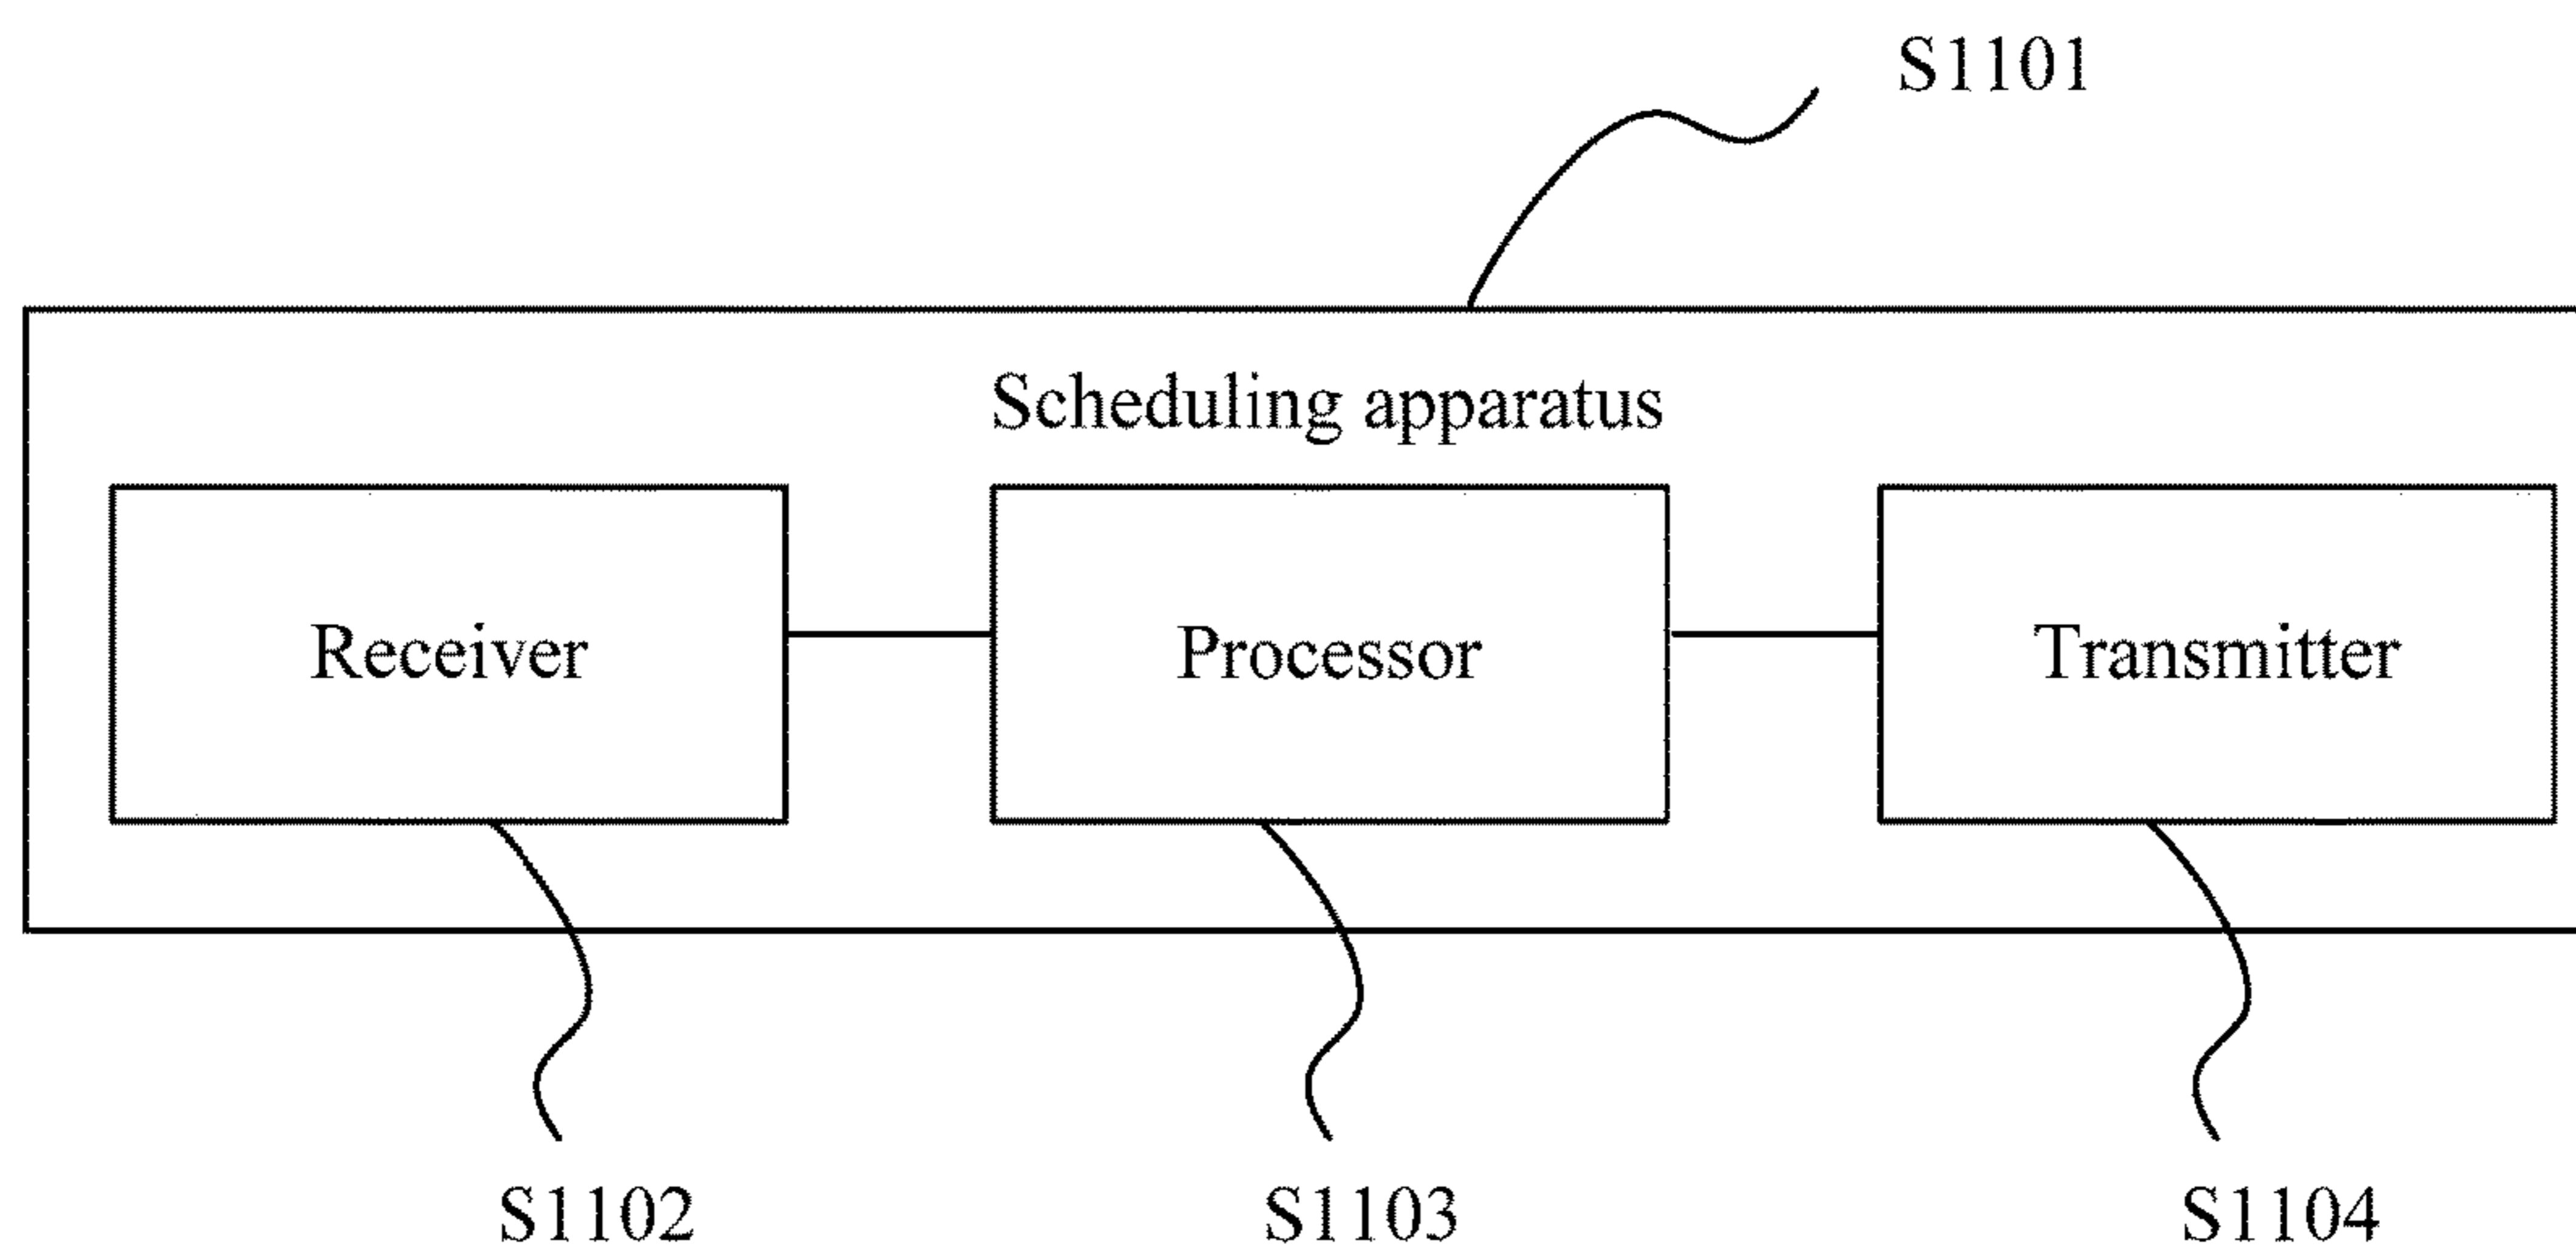 S1101
Scheduling apparatus
Receiver Processor Transmitter
S1102 S1103 S1104